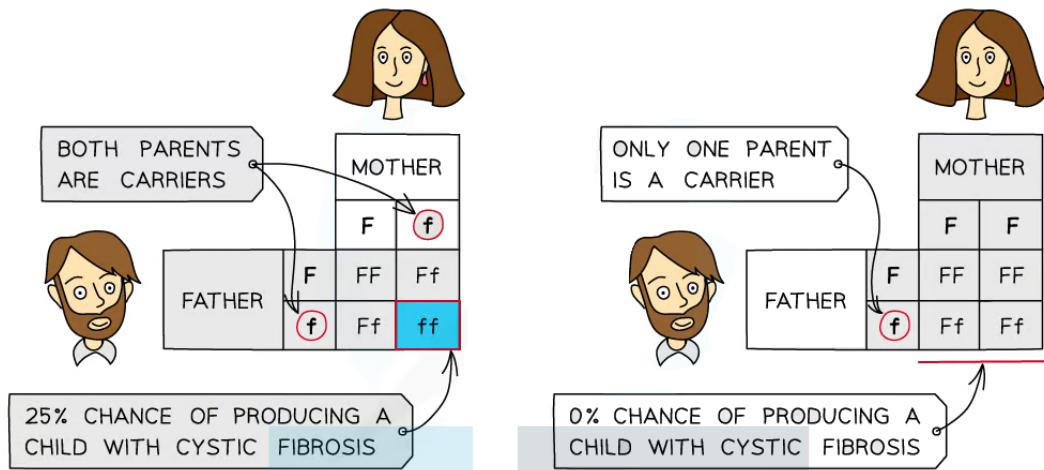 BOTH PARENTS
ARE CARRIERS
MOTHER
F f
FATHER
F FF Ff
f Ff ff
25% CHANCE OF PRODUCING A
CHILD WITH CYSTIC FIBROSIS
ONLY ONE PARENT
IS A CARRIER
MOTHER
F F
FATHER
F FF FF
f Ff Ff
0% CHANCE OF PRODUCING A
CHILD WITH CYSTIC FIBROSIS